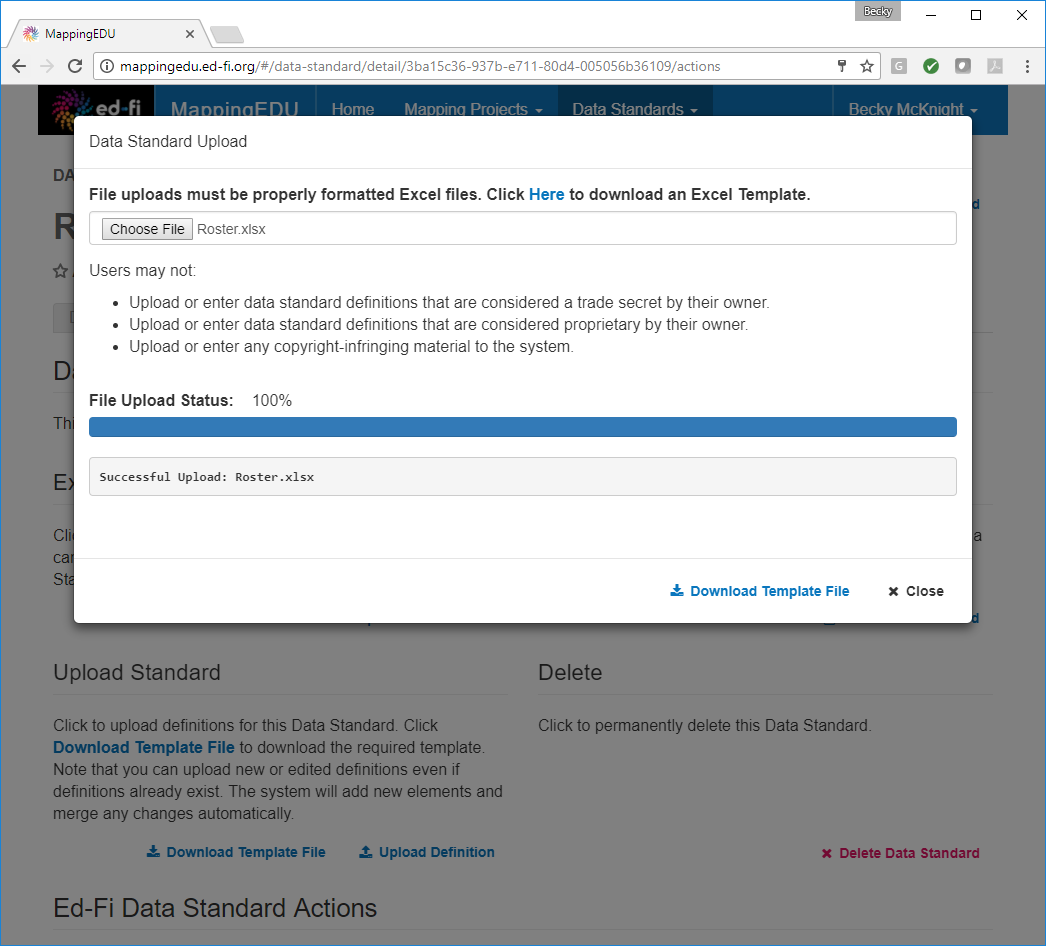 Becky
MappingEDU
mappingedu.ed-fi.org/#/data-standard/detail/3ba15c36-937b-e711-80d4-005056b36109/actions
G
ed-fi
MappingEDU
Home
Mapping Projects
Data Standards
Becky McKnight
Data Standard Upload
File uploads must be properly formatted Excel files. Click Here to download an Excel Template.
Choose File Roster.xlsx
Users may not:
Upload or enter data standard definitions that are considered a trade secret by their owner.
Upload or enter data standard definitions that are considered proprietary by their owner.
Upload or enter any copyright-infringing material to the system.
File Upload Status: 100%
Successful Upload: Roster.xlsx
Download Template File
Close
Upload Standard
Delete
Click to upload definitions for this Data Standard. Click
Download Template File to download the required template.
Note that you can upload new or edited definitions even if
definitions already exist. The system will add new elements and
merge any changes automatically.
Click to permanently delete this Data Standard.
Download Template File
Upload Definition
Delete Data Standard
Ed-Fi Data Standard Actions